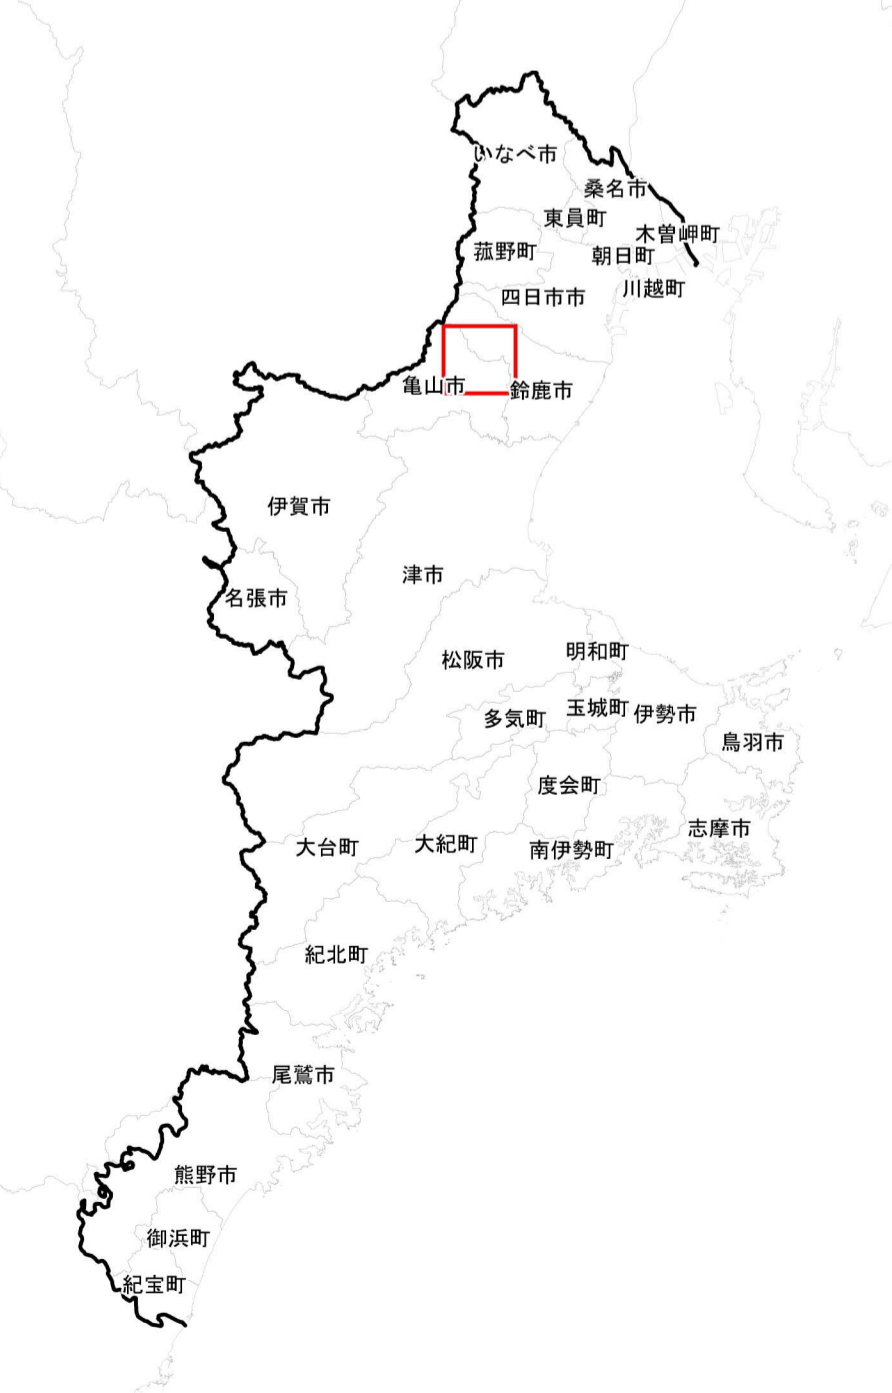 いなべ市
桑名市
東員町
木曽岬町
菰野町
朝日町
川越町
四日市市
亀山市
鈴鹿市
伊賀市
津市
名張市
松阪市
明和町
多気町
玉城町
伊勢市
鳥羽市
度会町
志摩市
大台町
大紀町
南伊勢町
紀北町
尾鷲市
熊野市
御浜町
紀宝町